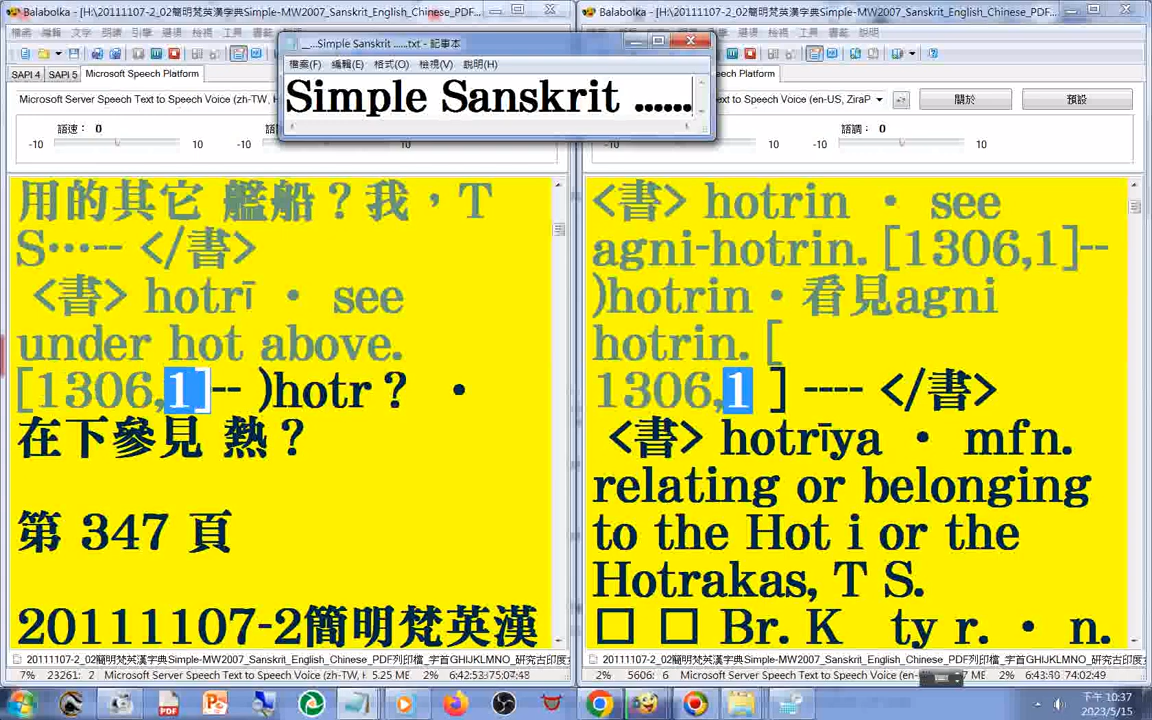 Balabolka - [H:\20111107-2_02簡明梵英漢字典Simple-MW2007_Sanskrit_English_Chinese_PDF...
Balabolka - [H:\20111107-2_02簡明梵英漢字典Simple-MW2007_Sanskrit_English_Chinese_PDF...
__...Simple Sanskrit ......txt - 記事本
檔案(F) 編輯(E) 格式(O) 檢視(V) 說明(H)
Simple Sanskrit ......
SAPI 4 SAPI 5 Microsoft Speech Platform
Microsoft Server Speech Text to Speech Voice (zh-TW, H
語速： 0
-10 10 -10 10
eech Platform
xt to Speech Voice (en-US, ZiraP 關於 預設
語調： 0
-10 10
用的其它 艦船？我，T
S···-- </書>
<書> hotrī • see
under hot above.
[1306,1]-- )hotr？ •
在下參見 熱？
第 347 頁
20111107-2簡明梵英漢
<書> hotrin • see
agni-hotrin. [1306,1]--
)hotrin • 看見agni
hotrin. [
1306,1 ] ---- </書>
<書> hotrīya • mfn.
relating or belonging
to the Hot i or the
Hotrakas, T S.
□ □ Br. K ty r. • n.
20111107-2_02簡明梵英漢字典Simple-MW2007_Sanskrit_English_Chinese_PDF列印檔_字首GHIJKLMNO_研究古印度
20111107-2_02簡明梵英漢字典Simple-MW2007_Sanskrit_English_Chinese_PDF列印檔_字首GHIJKLMNO_研究古印度
7% 23261: 2 Microsoft Server Speech Text to Speech Voice (zh-TW, 5.25 ME 2% 6:42:53
2% 5606: 6 Microsoft Server Speech Text to Speech Voice 2% 74:02:49
下午 10:37
2023/5/15